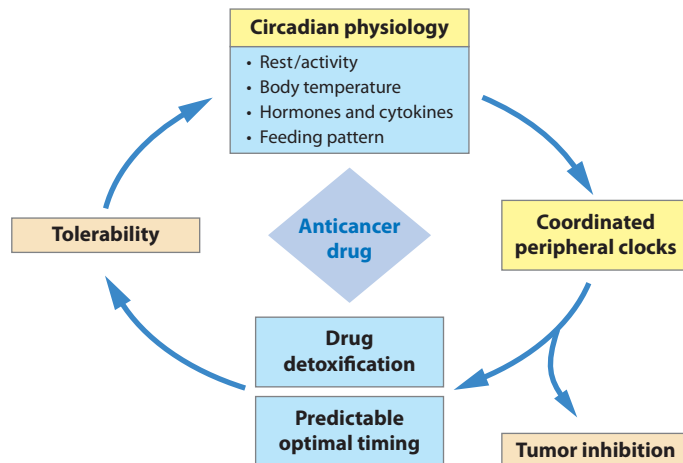 Circadian physiology
• Rest/activity
• Body temperature
• Hormones and cytokines
• Feeding pattern
Tolerability
Anticancer
drug
Coordinated
peripheral clocks
Drug
detoxification
Predictable
optimal timing
Tumor inhibition